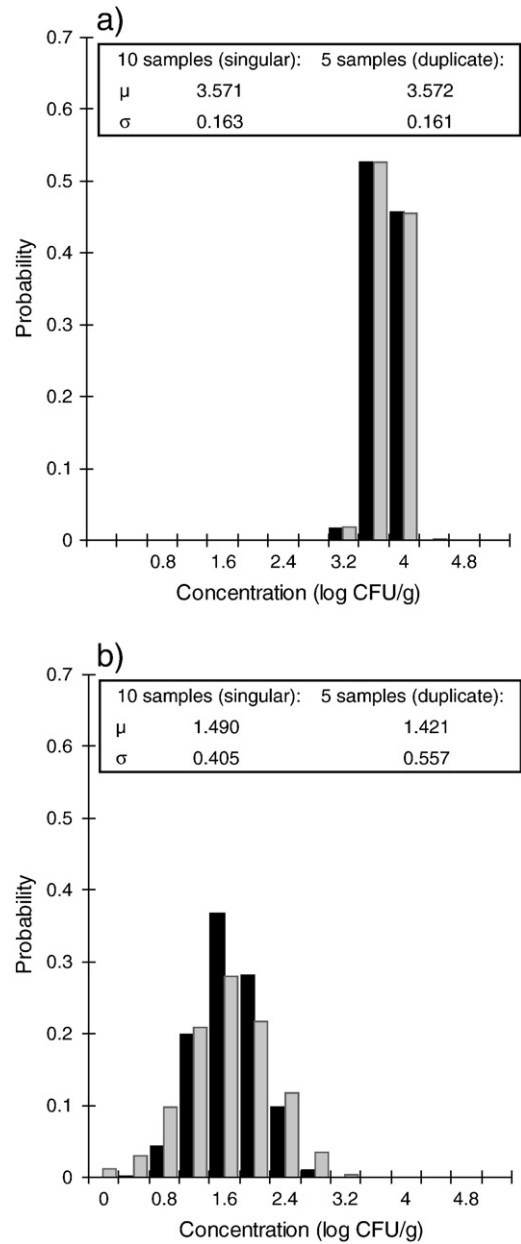 a)
0.7
10 samples (singular): 5 samples (duplicate):
μ 3.571 3.572
σ 0.163 0.161
0.6
0.5
0.4
0.3
0.2
0.1
0
Probability
0.8 1.6 2.4 3.2 4 4.8
Concentration (log CFU/g)
b)
0.7
10 samples (singular): 5 samples (duplicate):
μ 1.490 1.421
σ 0.405 0.557
0.6
0.5
0.4
0.3
0.2
0.1
0
Probability
0 0.8 1.6 2.4 3.2 4 4.8
Concentration (log CFU/g)